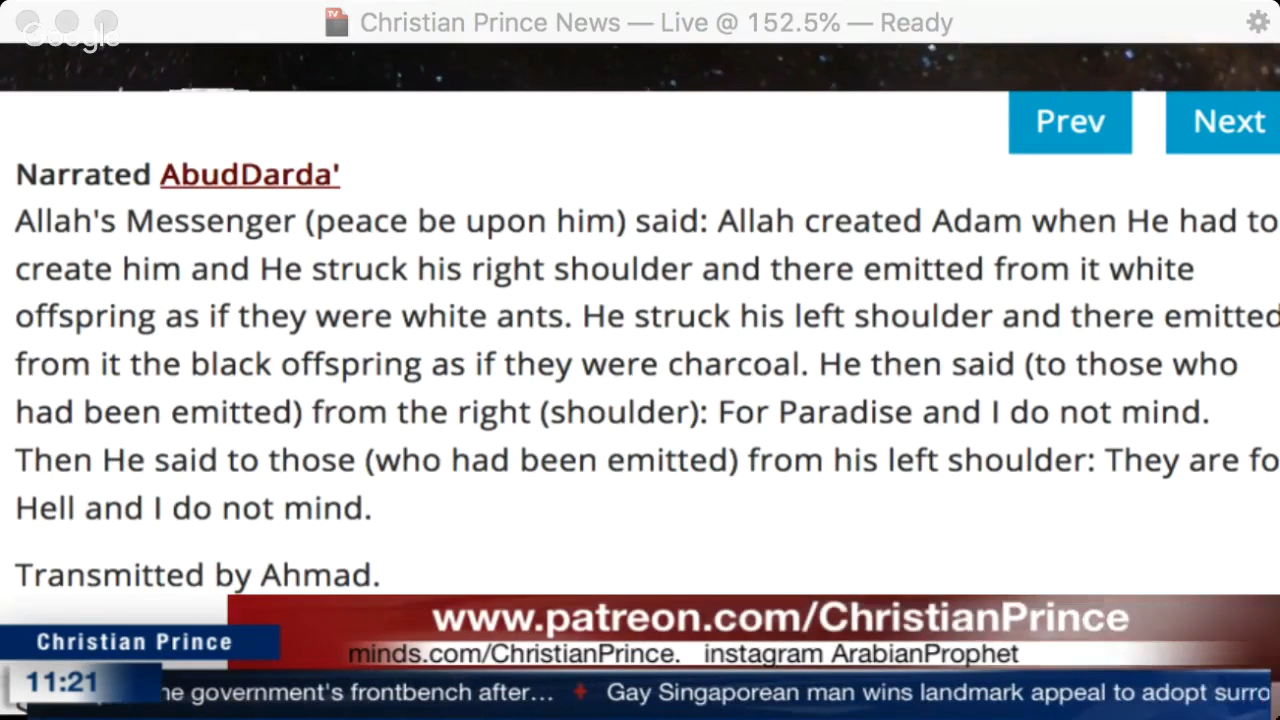 Christian Prince News — Live @ 152.5% — Ready
Google
Prev
Next
Narrated AbudDarda'
Allah's Messenger (peace be upon him) said: Allah created Adam when He had to
create him and He struck his right shoulder and there emitted from it white
offspring as if they were white ants. He struck his left shoulder and there emitted
from it the black offspring as if they were charcoal. He then said (to those who
had been emitted) from the right (shoulder): For Paradise and I do not mind.
Then He said to those (who had been emitted) from his left shoulder: They are fo
Hell and I do not mind.
Transmitted by Ahmad.
www.patreon.com/ChristianPrince
Christian Prince
minds.com/ChristianPrince. instagram ArabianProphet
11:21
he government's frontbench after... ♦ Gay Singaporean man wins landmark appeal to adopt surro